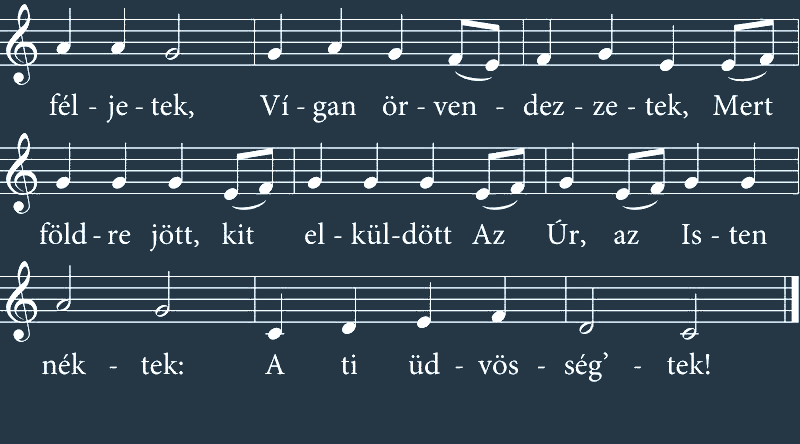 fél - je - tek, Ví - gan ör - ven - dez - ze - tek, Mert
föld - re jött, kit el - kül-dött Az Úr, az Is - ten
nék - tek: A ti üd - vös - ség’ - tek!